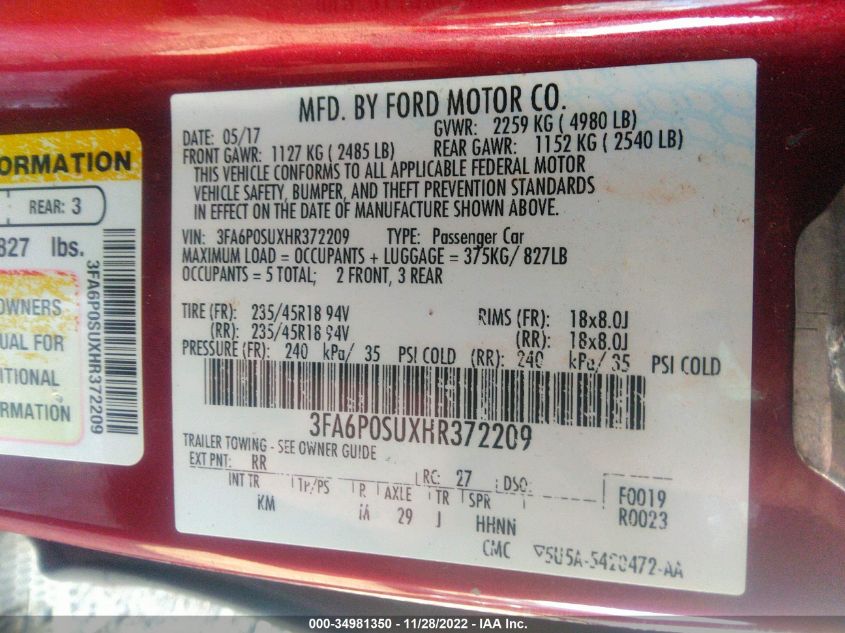 ORMATION
REAR: 3
827 lbs.
OWNERS
UAL FOR
DITIONAL
ORMATION
3FA6P0SUXHR372209
MFD. BY FORD MOTOR CO.
DATE: 05/17 GVWR: 2259 KG ( 4980 LB)
FRONT GAWR: 1127 KG ( 2485 LB) REAR GAWR: 1152 KG ( 2540 LB)
THIS VEHICLE CONFORMS TO ALL APPLICABLE FEDERAL MOTOR
VEHICLE SAFETY, BUMPER, AND THEFT PREVENTION STANDARDS
IN EFFECT ON THE DATE OF MANUFACTURE SHOWN ABOVE.
VIN: 3FA6P0SUXHR372209 TYPE: Passenger Car
MAXIMUM LOAD = OCCUPANTS + LUGGAGE = 375KG/ 827LB
OCCUPANTS = 5 TOTAL; 2 FRONT, 3 REAR
TIRE (FR): 235/45R18 94V RIMS (FR): 18x8.0J
(RR): 235/45R18 94V (RR): 18x8.0J
PRESSURE (FR): 240 kPa/ 35 PSI COLD (RR): 240 kPa/ 35 PSI COLD
3FA6P0SUXHR372209
TRAILER TOWING - SEE OWNER GUIDE
EXT PNT: RR RC: 27 DSO: F0019
INT TR TP/PS R AXLE TR SPR R0023
KM 29 J HHNN
CMC 5U5A-5420472-AA
000-34981350 - 11/28/2022 - IAA Inc.